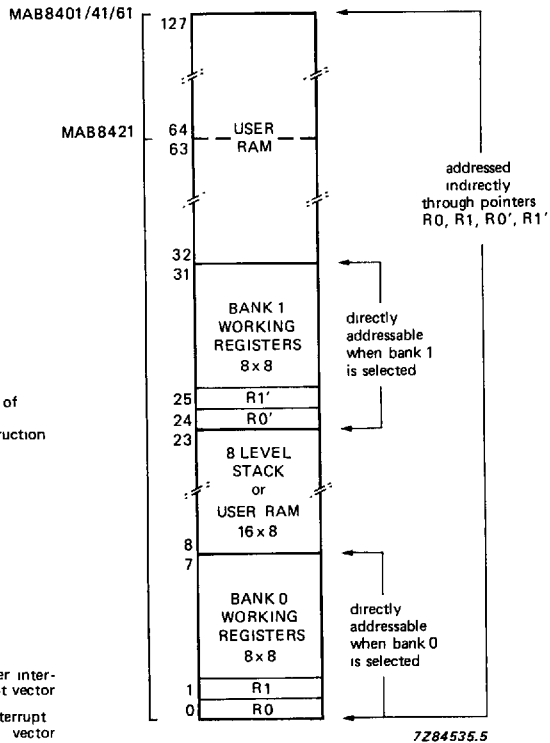 MAB8401/41/61
127
MAB8421
64
63
USER
RAM
addressed
indirectly
through pointers
R0, R1, R0', R1'
32
31
BANK 1
WORKING
REGISTERS
8 x 8
directly
addressable
when bank 1
is selected
25
R1'
24
R0'
23
8 LEVEL
STACK
or
USER RAM
16 x 8
8
7
BANK 0
WORKING
REGISTERS
8 x 8
directly
addressable
when bank 0
is selected
1
R1
0
R0
of
ruction
er inter-
t vector
terrupt
vector
7Z84535.5